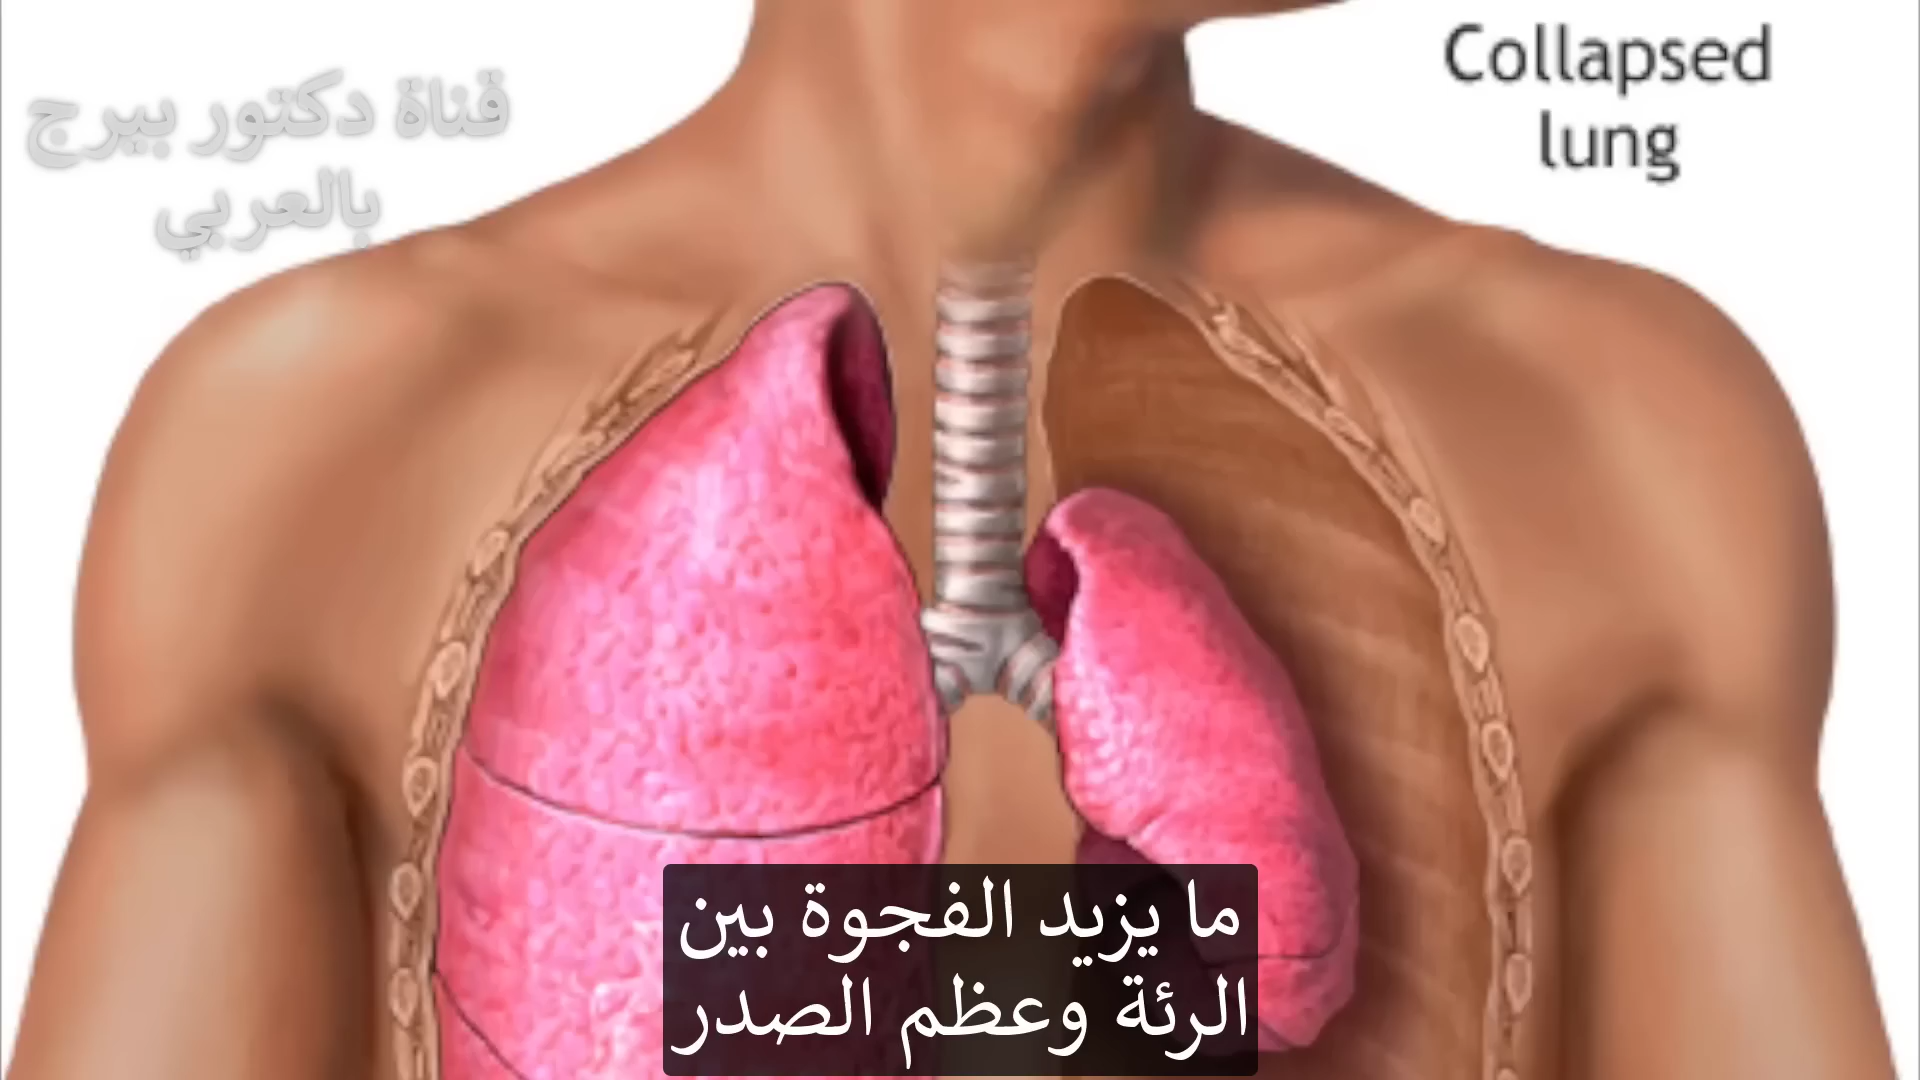 قناة دكتور بيرج
بالعربي
Collapsed
lung
ما يزيد الفجوة بين
الرئة وعظم الصدر